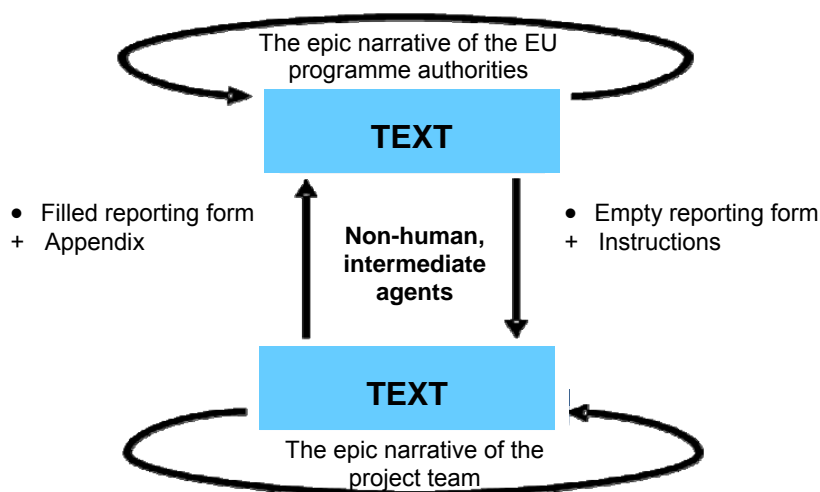 The epic narrative of the EU
programme authorities
TEXT
• Filled reporting form
+ Appendix
Non-human,
intermediate
agents
• Empty reporting form
+ Instructions
TEXT
The epic narrative of the
project team